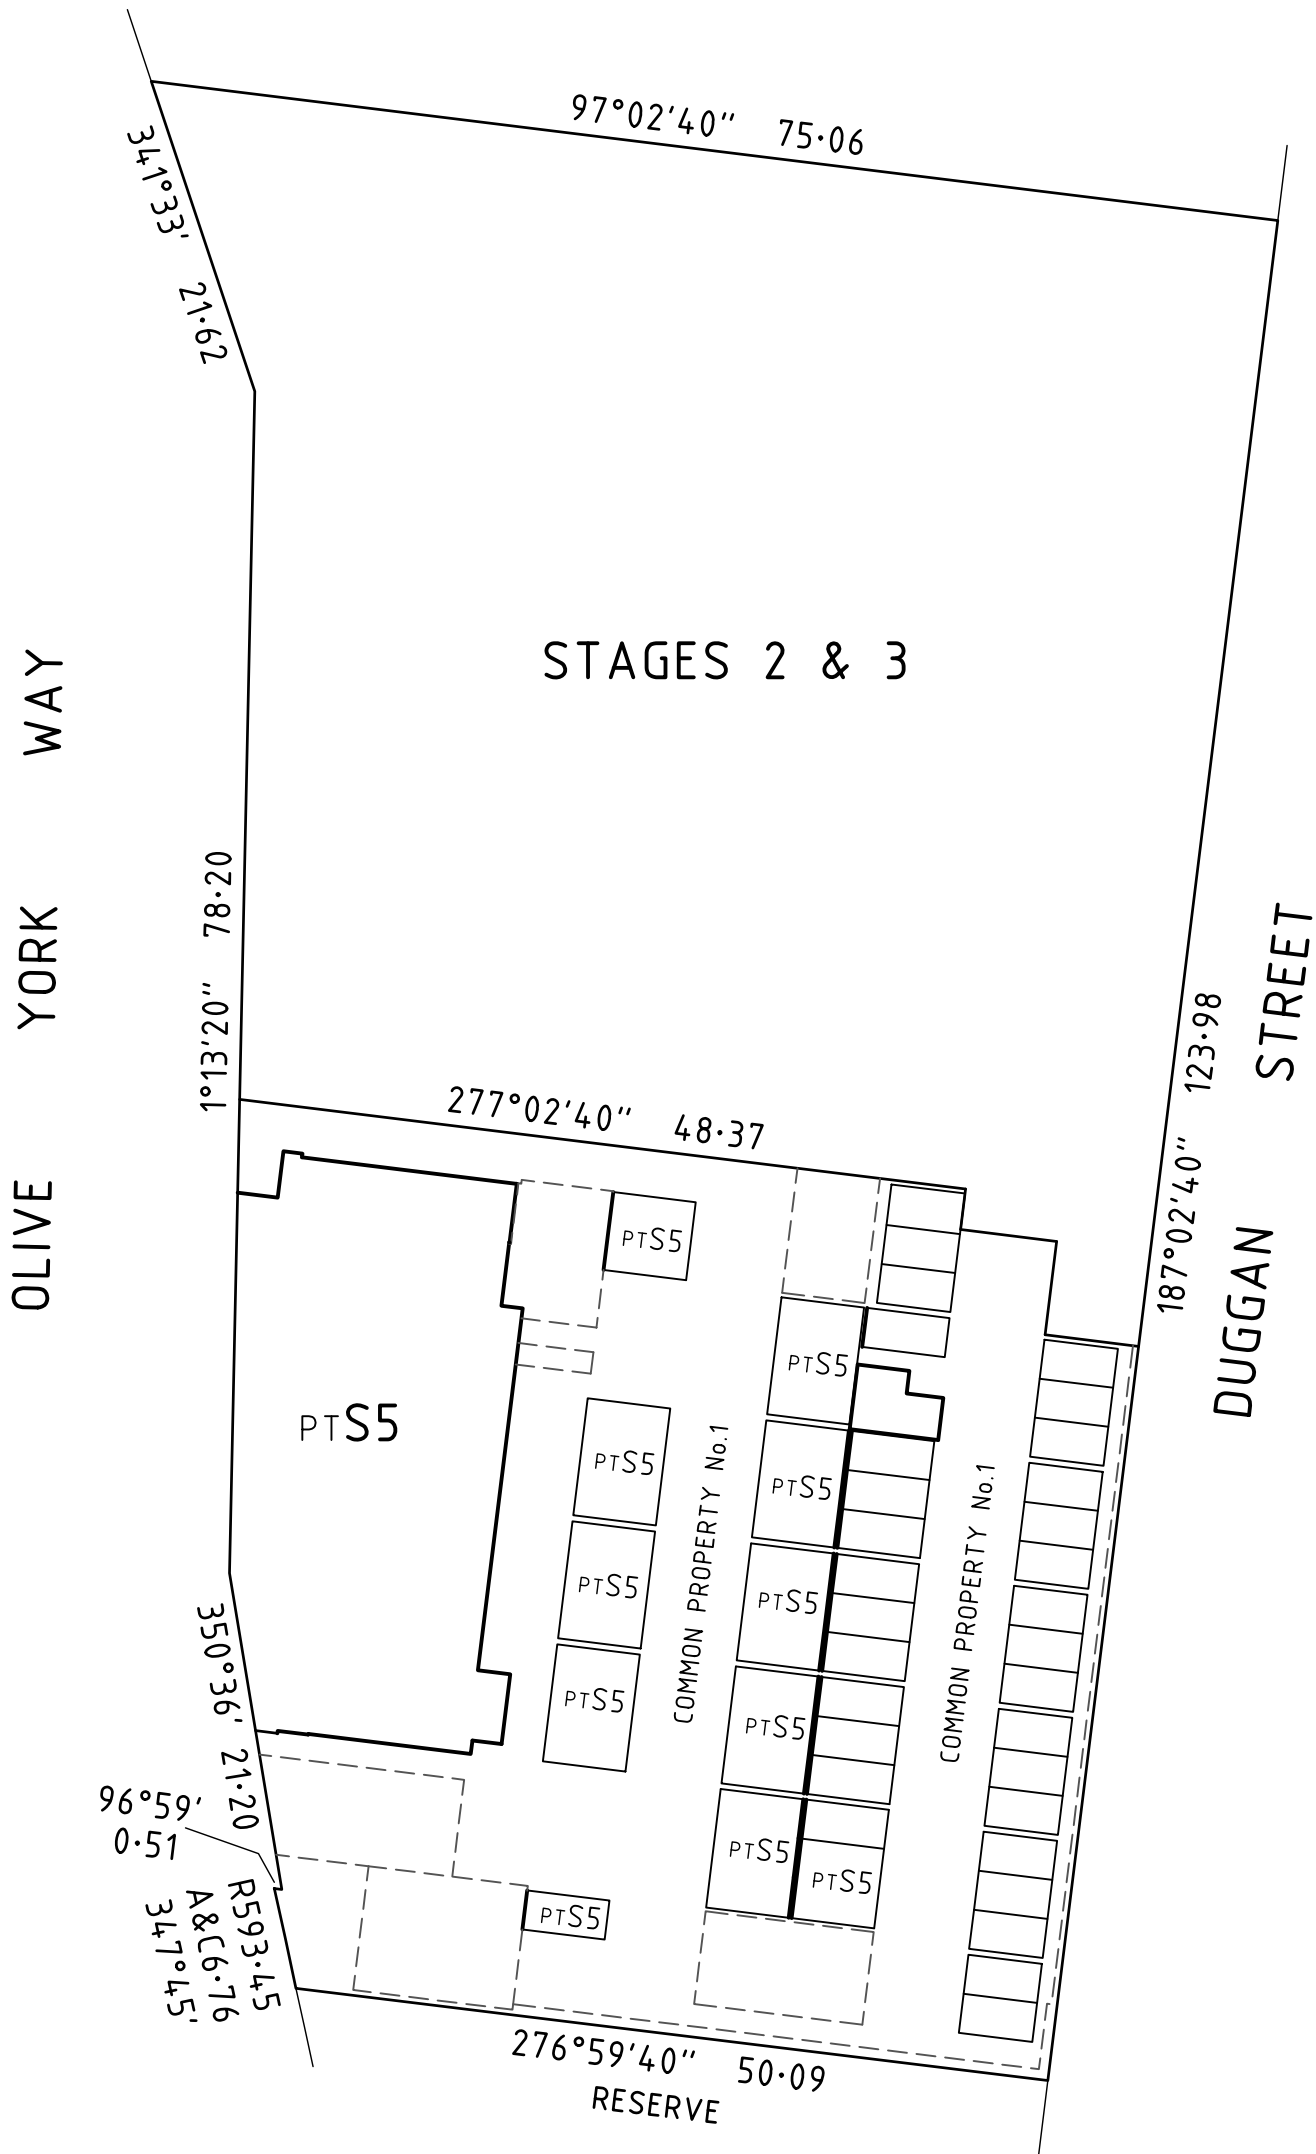 97°02'40" 75·06
341°33' 21·62
STAGES 2 & 3
OLIVE YORK WAY
1°13'20" 78·20
187°02'40" 123·98
DUGGAN STREET
277°02'40" 48·37
PTS5
PTS5
PTS5
PTS5
PTS5
PTS5
PTS5
PTS5
PTS5
PTS5
PTS5
PTS5
PTS5
COMMON PROPERTY No.1
COMMON PROPERTY No.1
350°36' 21·20
96°59'
0·51
R593·45
A&C6·76
347°45'
276°59'40" 50·09
RESERVE